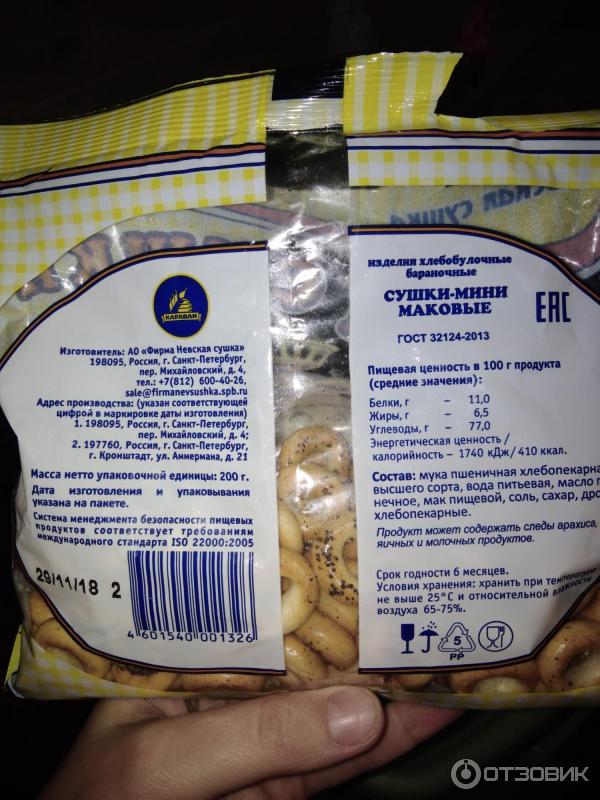 КАРАВАЙ
Изготовитель: АО «Фирма Невская сушка»
198095, Россия, г. Санкт-Петербург,
пер. Михайловский, д. 4,
тел.: +7(812) 600-40-26,
sale@firmanevsushka.spb.ru
Адрес производства: (указан соответствующей
цифрой в маркировке даты изготовления)
1. 198095, Россия, г. Санкт-Петербург,
пер. Михайловский, д. 4;
2. 197760, Россия, г. Санкт-Петербург,
г. Кронштадт, ул. Аммермана, д. 21
Масса нетто упаковочной единицы: 200 г.
Дата изготовления и упаковывания
указана на пакете.
Система менеджмента безопасности пищевых
продуктов соответствует требованиям
международного стандарта ISO 22000:2005
29/11/18 2
4601540001326
сушка
изделия хлебобулочные
бараночные
СУШКИ-МИНИ
МАКОВЫЕ
ЕАС
ГОСТ 32124-2013
Пищевая ценность в 100 г продукта
(средние значения):
Белки, г – 11,0
Жиры, г – 6,5
Углеводы, г – 77,0
Энергетическая ценность /
калорийность – 1740 кДж/ 410 ккал.
Состав: мука пшеничная хлебопекарна
высшего сорта, вода питьевая, масло п
нечное, мак пищевой, соль, сахар, дро
хлебопекарные.
Продукт может содержать следы арахиса,
яичных и молочных продуктов.
Срок годности 6 месяцев.
Условия хранения: хранить при температуре
не выше 25°С и относительной влажности
воздуха 65-75%.
5
PP
ОТЗОВИК